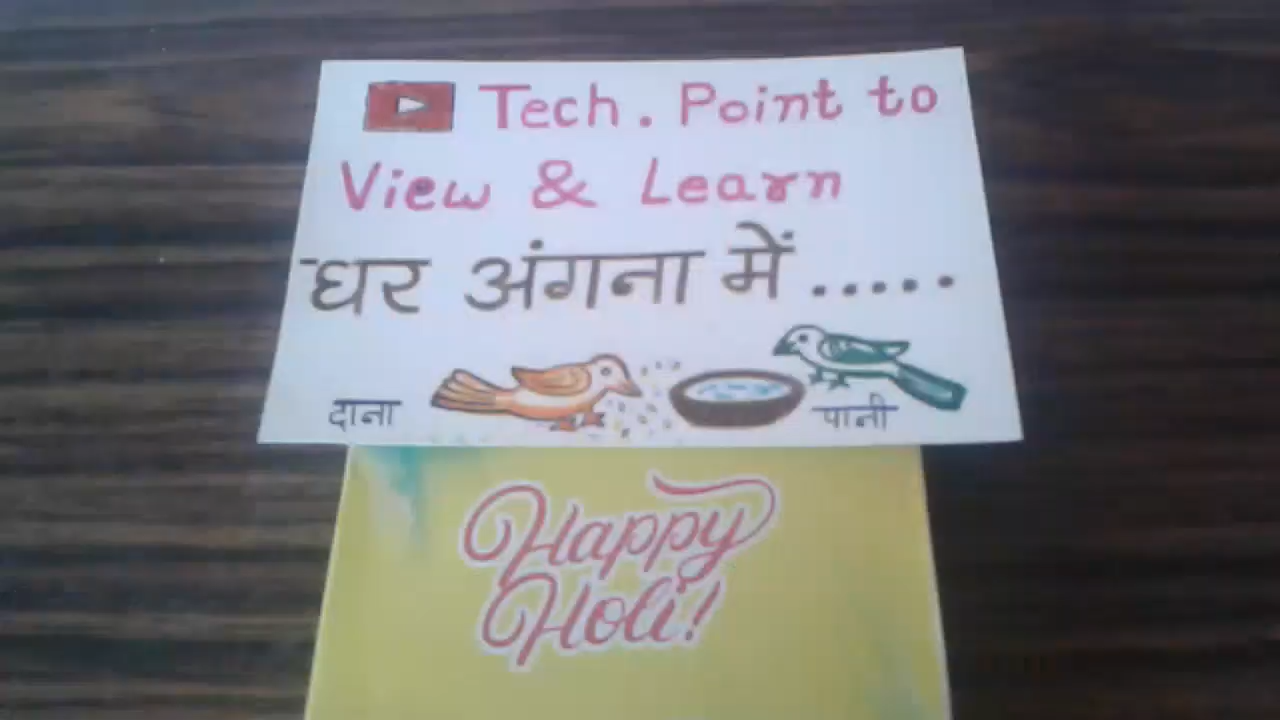 Tech. Point to
View & Learn
घर अंगना में .....
दाना
पानी
Happy
Holi!